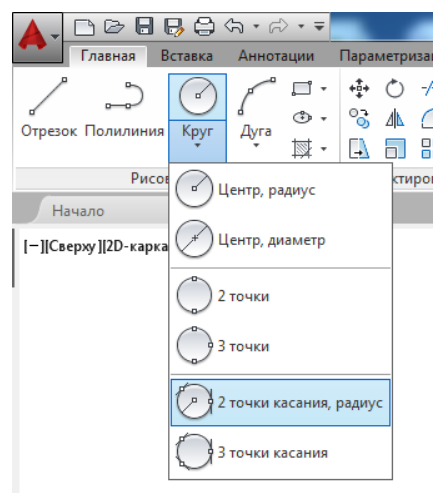 Главная Вставка Аннотации Параметриза
Отрезок Полилиния Круг Дуга
Рисов
ктиров
Начало
[−][Сверху][2D-карка
Центр, радиус
Центр, диаметр
2 точки
3 точки
2 точки касания, радиус
3 точки касания